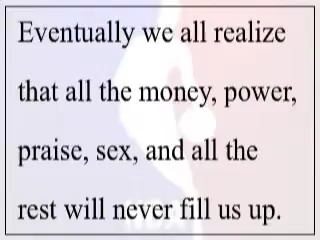 Eventually we all realize
that all the money, power,
praise, sex, and all the
rest will never fill us up.